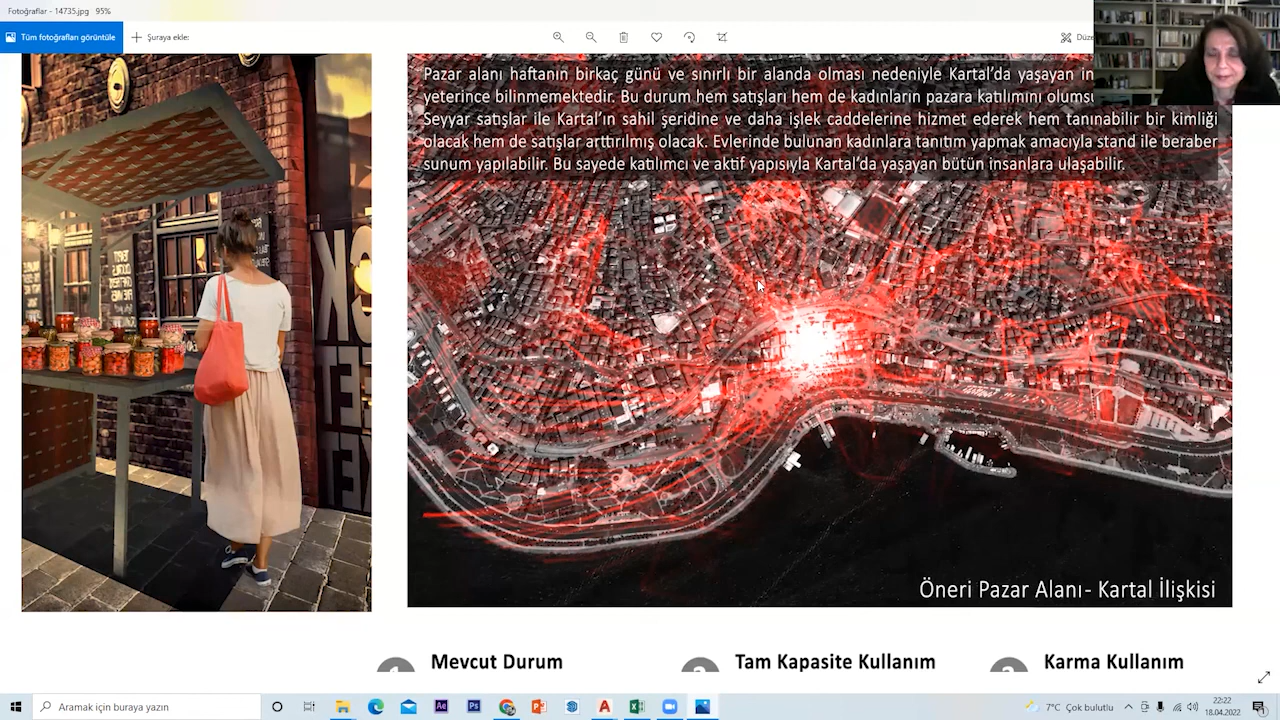 Fotoğraflar - 14735.jpg 95%
Tüm fotoğrafları görüntüle
Şuraya ekle:
Düze
Pazar alanı haftanın birkaç günü ve sınırlı bir alanda olması nedeniyle Kartal'da yaşayan in
yeterince bilinmemektedir. Bu durum hem satışları hem de kadınların pazara katılımını olums
Seyyar satışlar ile Kartal'ın sahil şeridine ve daha işlek caddelerine hizmet ederek hem tanınabilir bir kimliği
olacak hem de satışlar arttırılmış olacak. Evlerinde bulunan kadınlara tanıtım yapmak amacıyla stand ile beraber
sunum yapılabilir. Bu sayede katılımcı ve aktif yapısıyla Kartal'da yaşayan bütün insanlara ulaşabilir.
Öneri Pazar Alanı- Kartal İlişkisi
Mevcut Durum
Tam Kapasite Kullanım
Karma Kullanım
Aramak için buraya yazın
7°C Çok bulutlu
22:22
18.04.2022